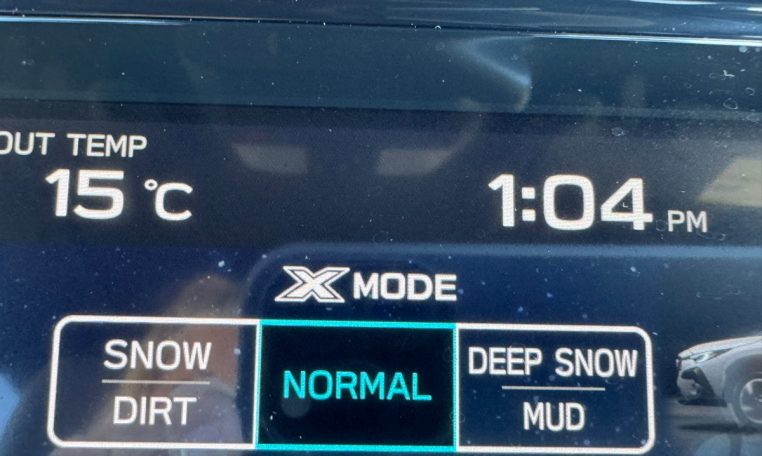 OUT TEMP
15 °C 1:04 PM
X MODE
SNOW
DIRT
NORMAL
DEEP SNOW
MUD